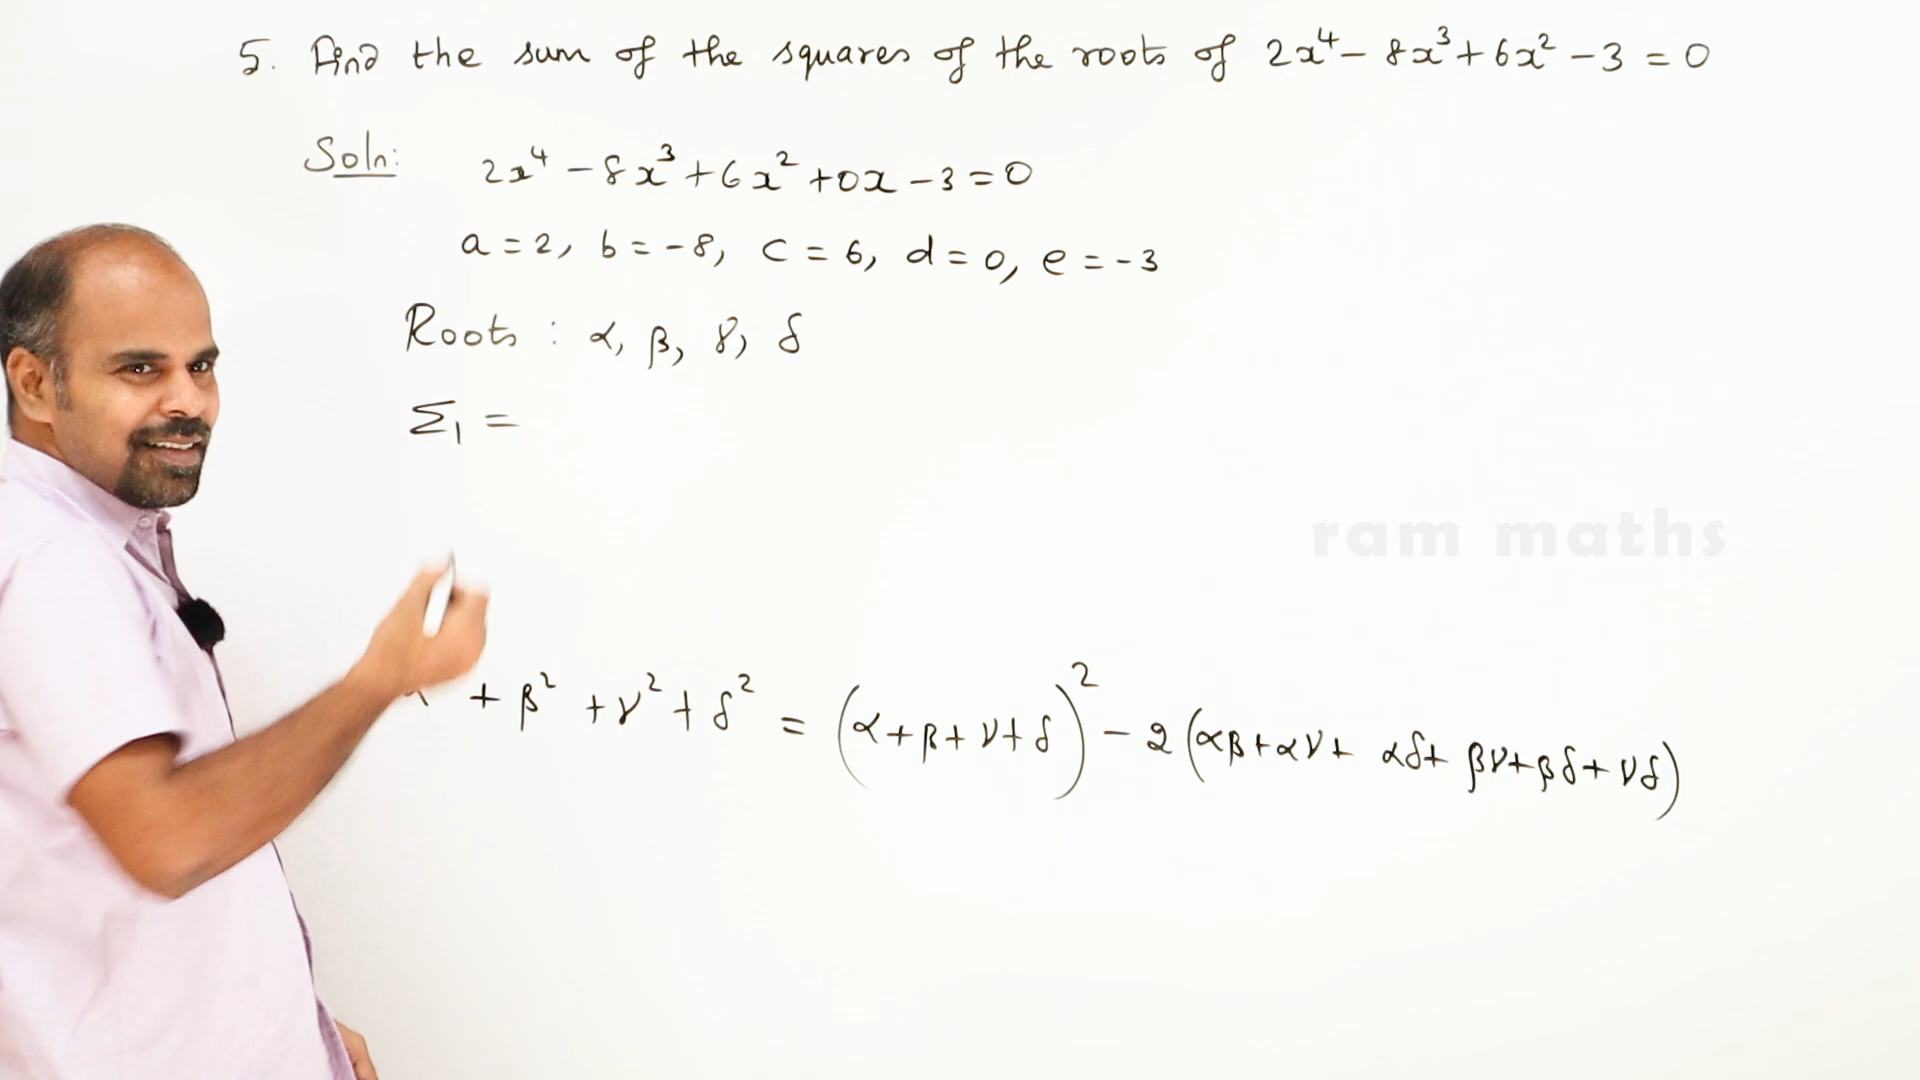 5. Find the sum of the squares of the roots of 2x⁴ − 8x³ + 6x² − 3 = 0
Soln: 2x⁴ − 8x³ + 6x² + 0x − 3 = 0
a = 2, b = −8, c = 6, d = 0, e = −3
Roots : α, β, γ, δ
Σ₁ =
ram maths
+ β² + γ² + δ² = (α + β + γ + δ)² − 2 (αβ + αγ + αδ + βγ + βδ + γδ)